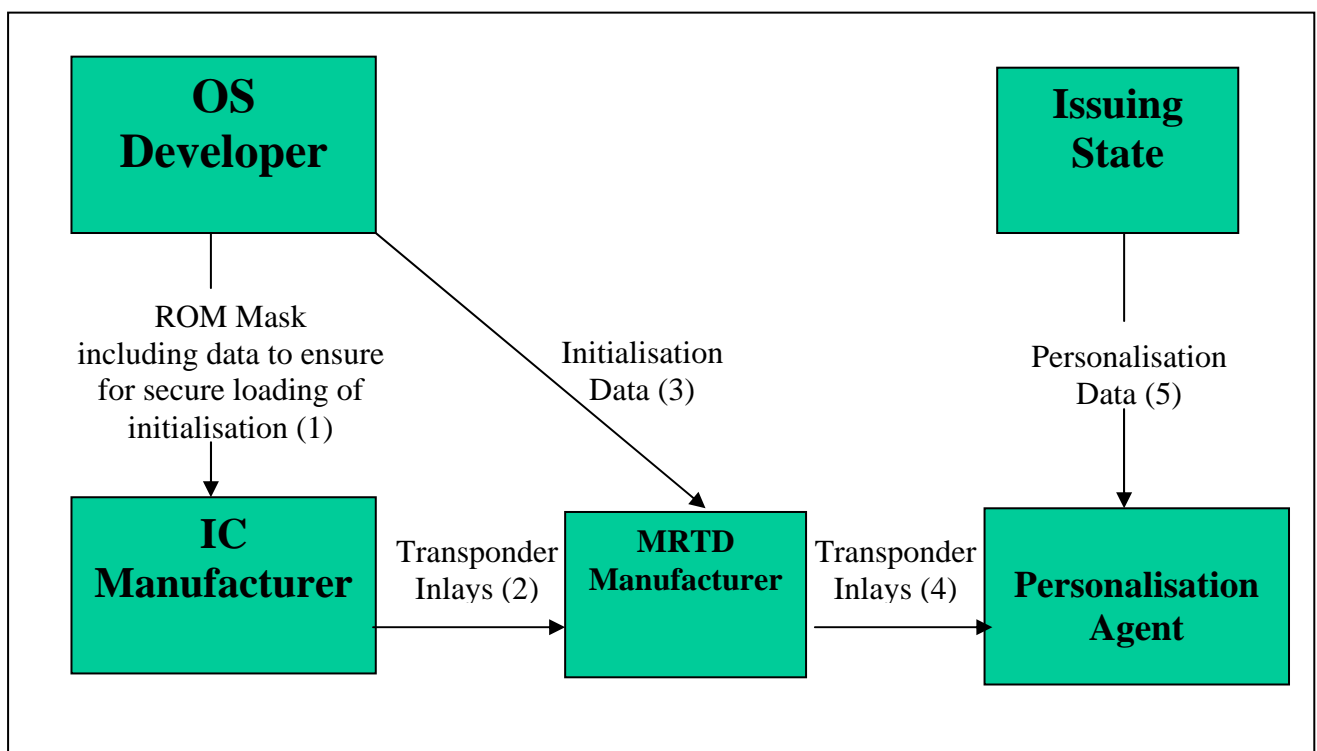 OS
Developer
Issuing
State
ROM Mask
including data to ensure
for secure loading of
initialisation (1)
Initialisation
Data (3)
Personalisation
Data (5)
IC
Manufacturer
Transponder
Inlays (2)
MRTD
Manufacturer
Transponder
Inlays (4)
Personalisation
Agent